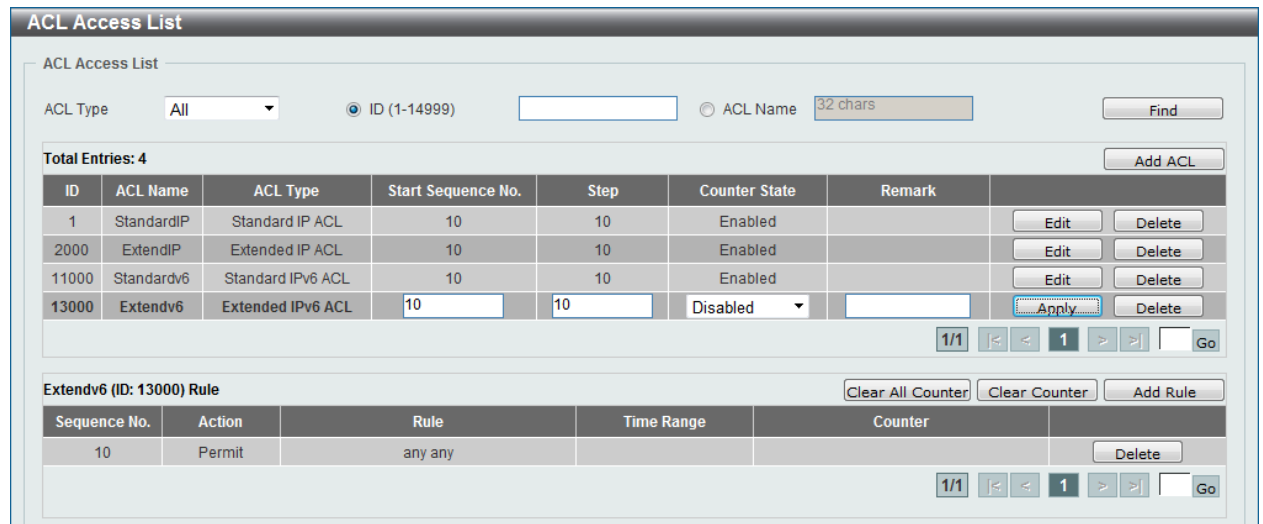 ACL Access List
ACL Access List
ACL Type All ID (1-14999) ACL Name 32 chars Find
Total Entries: 4 Add ACL
ID ACL Name ACL Type Start Sequence No. Step Counter State Remark
1 StandardIP Standard IP ACL 10 10 Enabled Edit Delete
2000 ExtendIP Extended IP ACL 10 10 Enabled Edit Delete
11000 Standardv6 Standard IPv6 ACL 10 10 Enabled Edit Delete
13000 Extendv6 Extended IPv6 ACL 10 10 Disabled Apply Delete
1/1 |< < 1 > >| Go
Extendv6 (ID: 13000) Rule Clear All Counter Clear Counter Add Rule
Sequence No. Action Rule Time Range Counter
10 Permit any any Delete
1/1 |< < 1 > >| Go